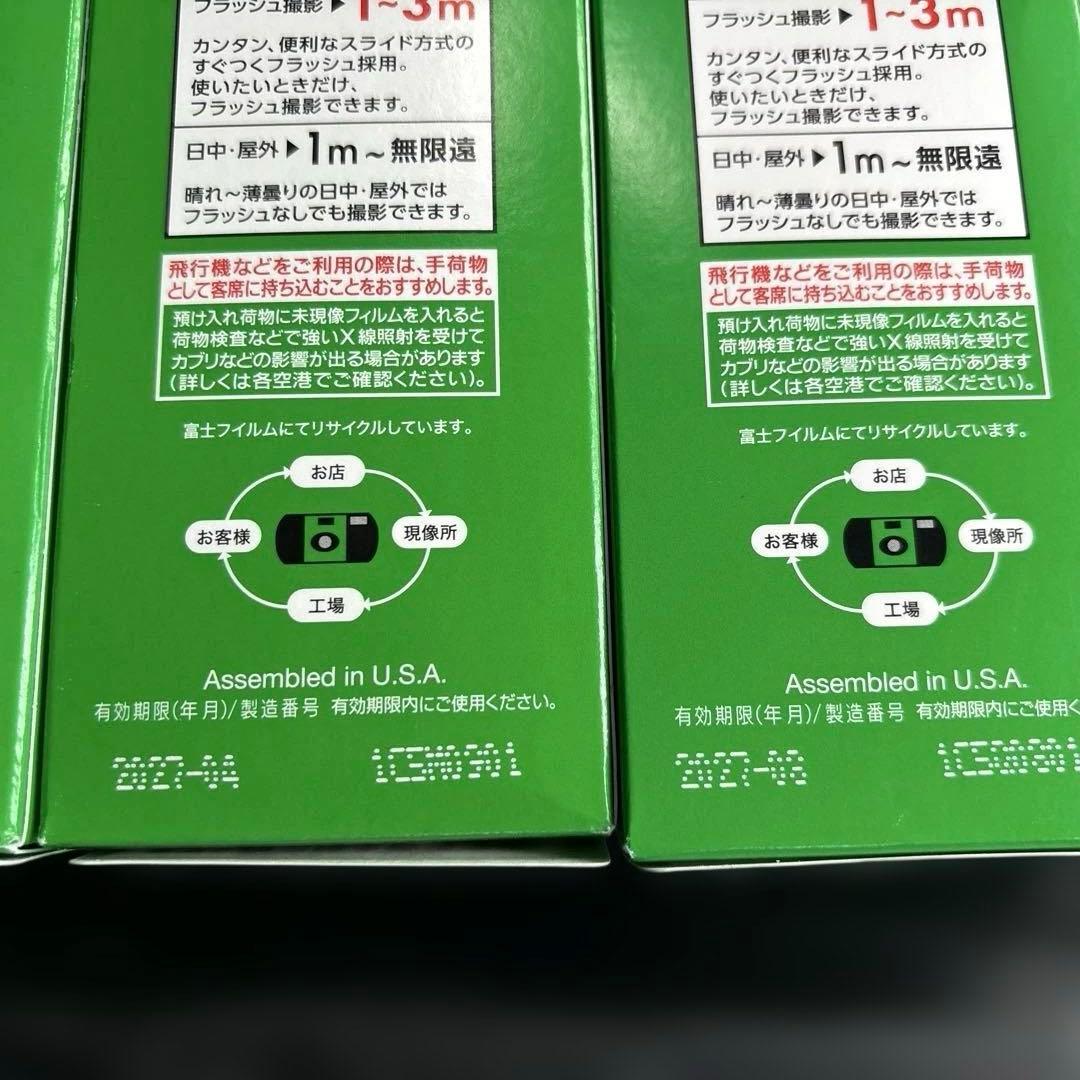 フラッシュ撮影▶1~3m
カンタン、便利なスライド方式の
すぐつくフラッシュ採用。
使いたいときだけ、
フラッシュ撮影できます。
日中・屋外▶1m~無限遠
晴れ~薄曇りの日中・屋外では
フラッシュなしでも撮影できます。
飛行機などをご利用の際は、手荷物
として客席に持ち込むことをおすすめします。
預け入れ荷物に未現像フィルムを入れると
荷物検査などで強いX線照射を受けて
カブリなどの影響が出る場合があります
(詳しくは各空港でご確認ください)。
富士フイルムにてリサイクルしています。
お店
お客様
現像所
工場
Assembled in U.S.A.
有効期限(年月)/製造番号 有効期限内にご使用ください。
2027-04
フラッシュ撮影▶1~3m
カンタン、便利なスライド方式の
すぐつくフラッシュ採用。
使いたいときだけ、
フラッシュ撮影できます。
日中・屋外▶1m~無限遠
晴れ~薄曇りの日中・屋外では
フラッシュなしでも撮影できます。
飛行機などをご利用の際は、手荷物
として客席に持ち込むことをおすすめします。
預け入れ荷物に未現像フィルムを入れると
荷物検査などで強いX線照射を受けて
カブリなどの影響が出る場合があります
(詳しくは各空港でご確認ください)。
富士フイルムにてリサイクルしています。
お店
お客様
現像所
工場
Assembled in U.S.A.
有効期限(年月)/製造番号 有効期限内にご使用く
2027-08